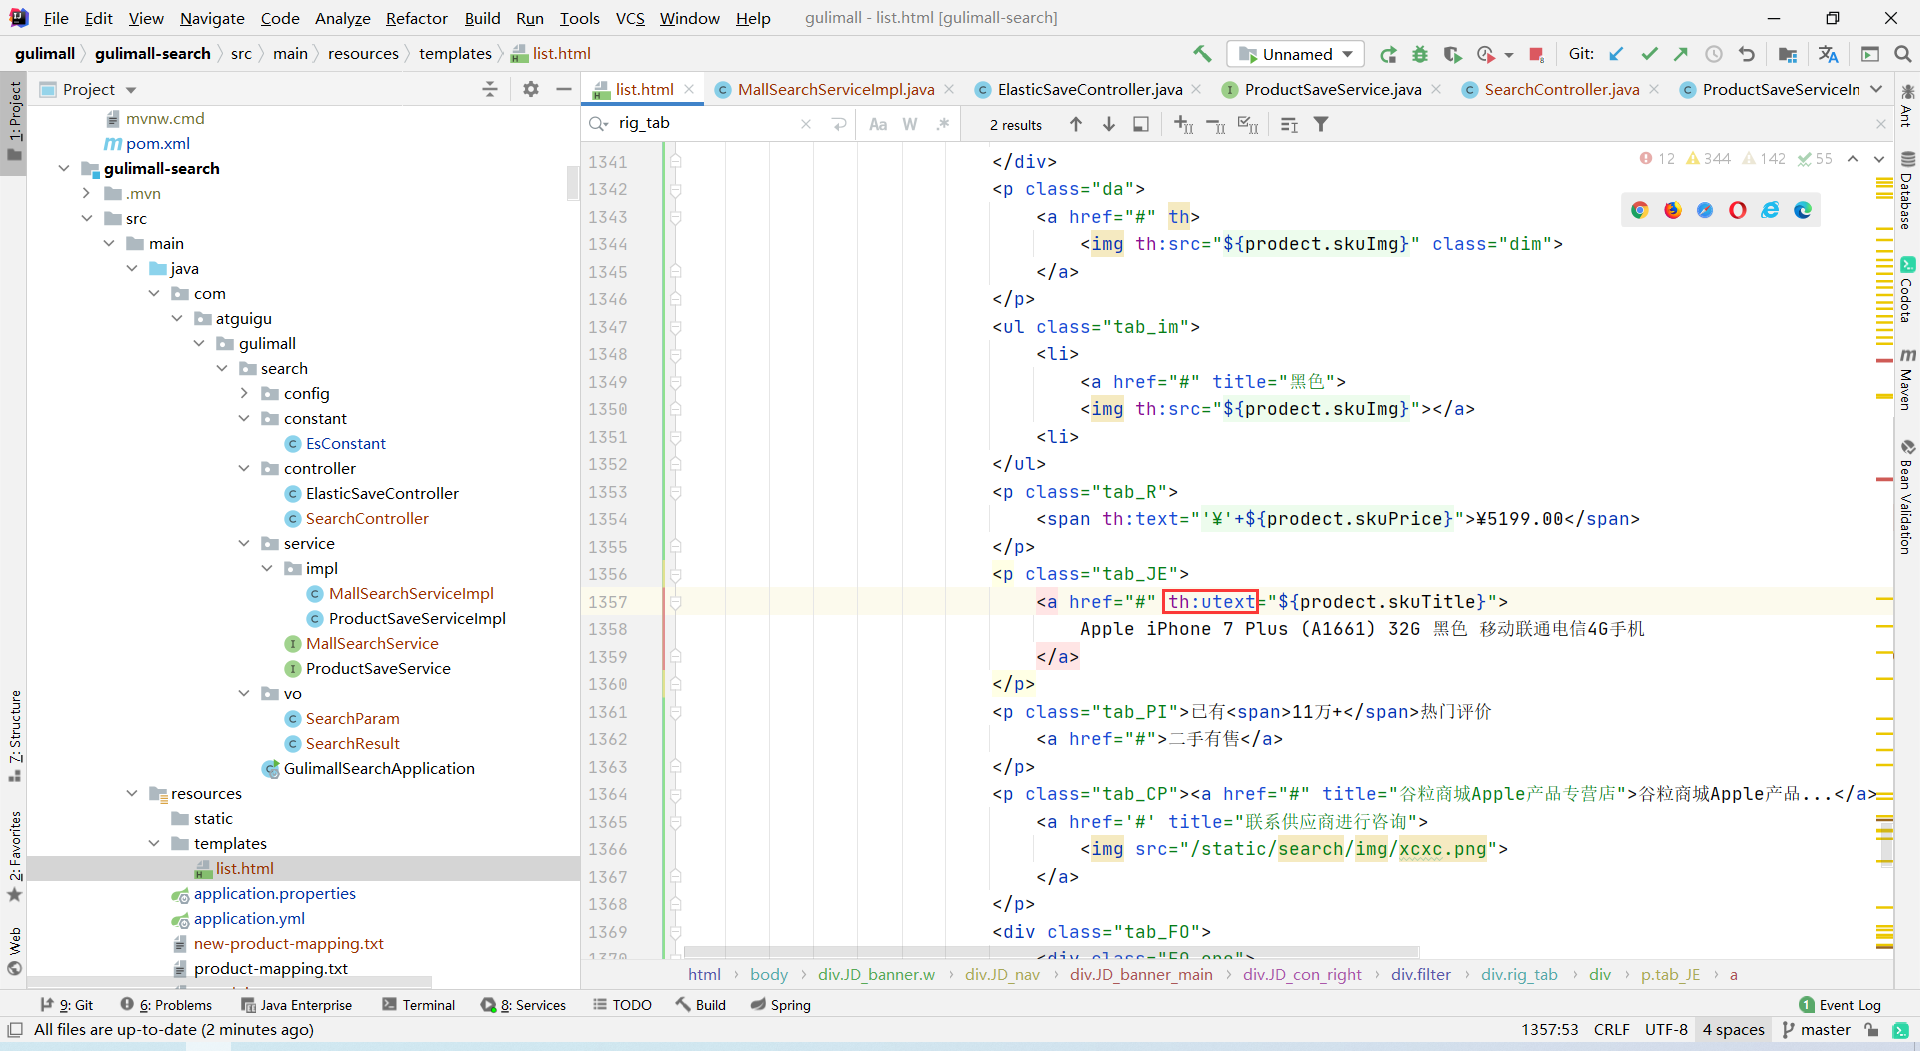 File Edit View Navigate Code Analyze Refactor Build Run Tools VCS Window Help gulimall - list.html [gulimall-search]
gulimall gulimall-search src main resources templates list.html Unnamed Git:
Project
list.html MallSearchServiceImpl.java ElasticSaveController.java ProductSaveService.java SearchController.java ProductSaveServiceIn
rig_tab Aa W .* 2 results
12 344 142 55
1: Project
7: Structure
2: Favorites
Web
mvnw.cmd
pom.xml
gulimall-search
.mvn
src
main
java
com
atguigu
gulimall
search
config
constant
EsConstant
controller
ElasticSaveController
SearchController
service
impl
MallSearchServiceImpl
ProductSaveServiceImpl
MallSearchService
ProductSaveService
vo
SearchParam
SearchResult
GulimallSearchApplication
resources
static
templates
list.html
application.properties
application.yml
new-product-mapping.txt
product-mapping.txt
1341 </div>
1342 <p class="da">
1343 <a href="#" th>
1344 <img th:src="${prodect.skuImg}" class="dim">
1345 </a>
1346 </p>
1347 <ul class="tab_im">
1348 <li>
1349 <a href="#" title="黑色">
1350 <img th:src="${prodect.skuImg}"></a>
1351 <li>
1352 </ul>
1353 <p class="tab_R">
1354 <span th:text="'¥'+${prodect.skuPrice}">¥5199.00</span>
1355 </p>
1356 <p class="tab_JE">
1357 <a href="#" th:utext="${prodect.skuTitle}">
1358 Apple iPhone 7 Plus (A1661) 32G 黑色 移动联通电信4G手机
1359 </a>
1360 </p>
1361 <p class="tab_PI">已有<span>11万+</span>热门评价
1362 <a href="#">二手有售</a>
1363 </p>
1364 <p class="tab_CP"><a href="#" title="谷粒商城Apple产品专营店">谷粒商城Apple产品...</a>
1365 <a href='#' title="联系供应商进行咨询">
1366 <img src="/static/search/img/xcxc.png">
1367 </a>
1368 </p>
1369 <div class="tab_FO">
1370 <div class="FO_one">
Ant
Database
Codota
Maven
Bean Validation
html body div.JD_banner.w div.JD_nav div.JD_banner_main div.JD_con_right div.filter div.rig_tab div p.tab_JE a
9: Git 6: Problems Java Enterprise Terminal 8: Services TODO Build Spring 1 Event Log
All files are up-to-date (2 minutes ago) 1357:53 CRLF UTF-8 4 spaces master